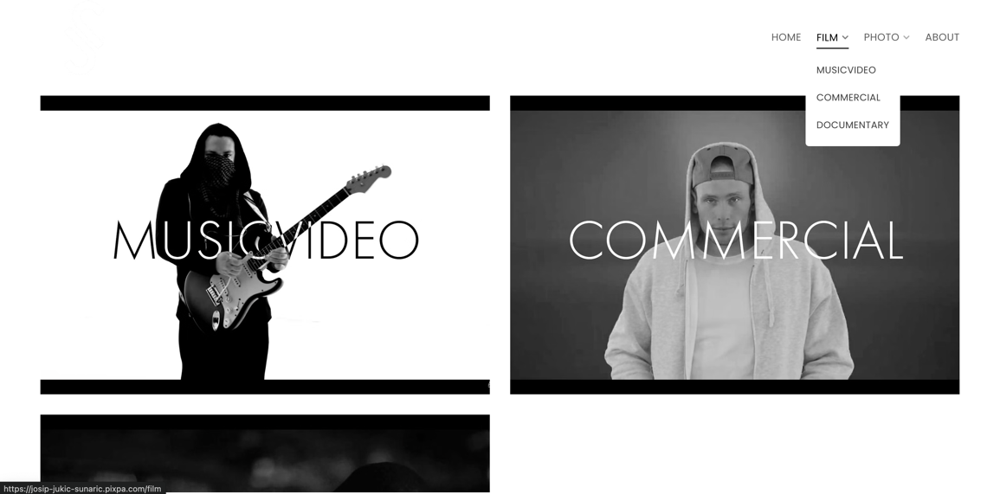 HOME FILM PHOTO ABOUT
MUSICVIDEO
COMMERCIAL
DOCUMENTARY
MUSICVIDEO
COMMERCIAL
https://josip-jukic-sunaric.pixpa.com/film